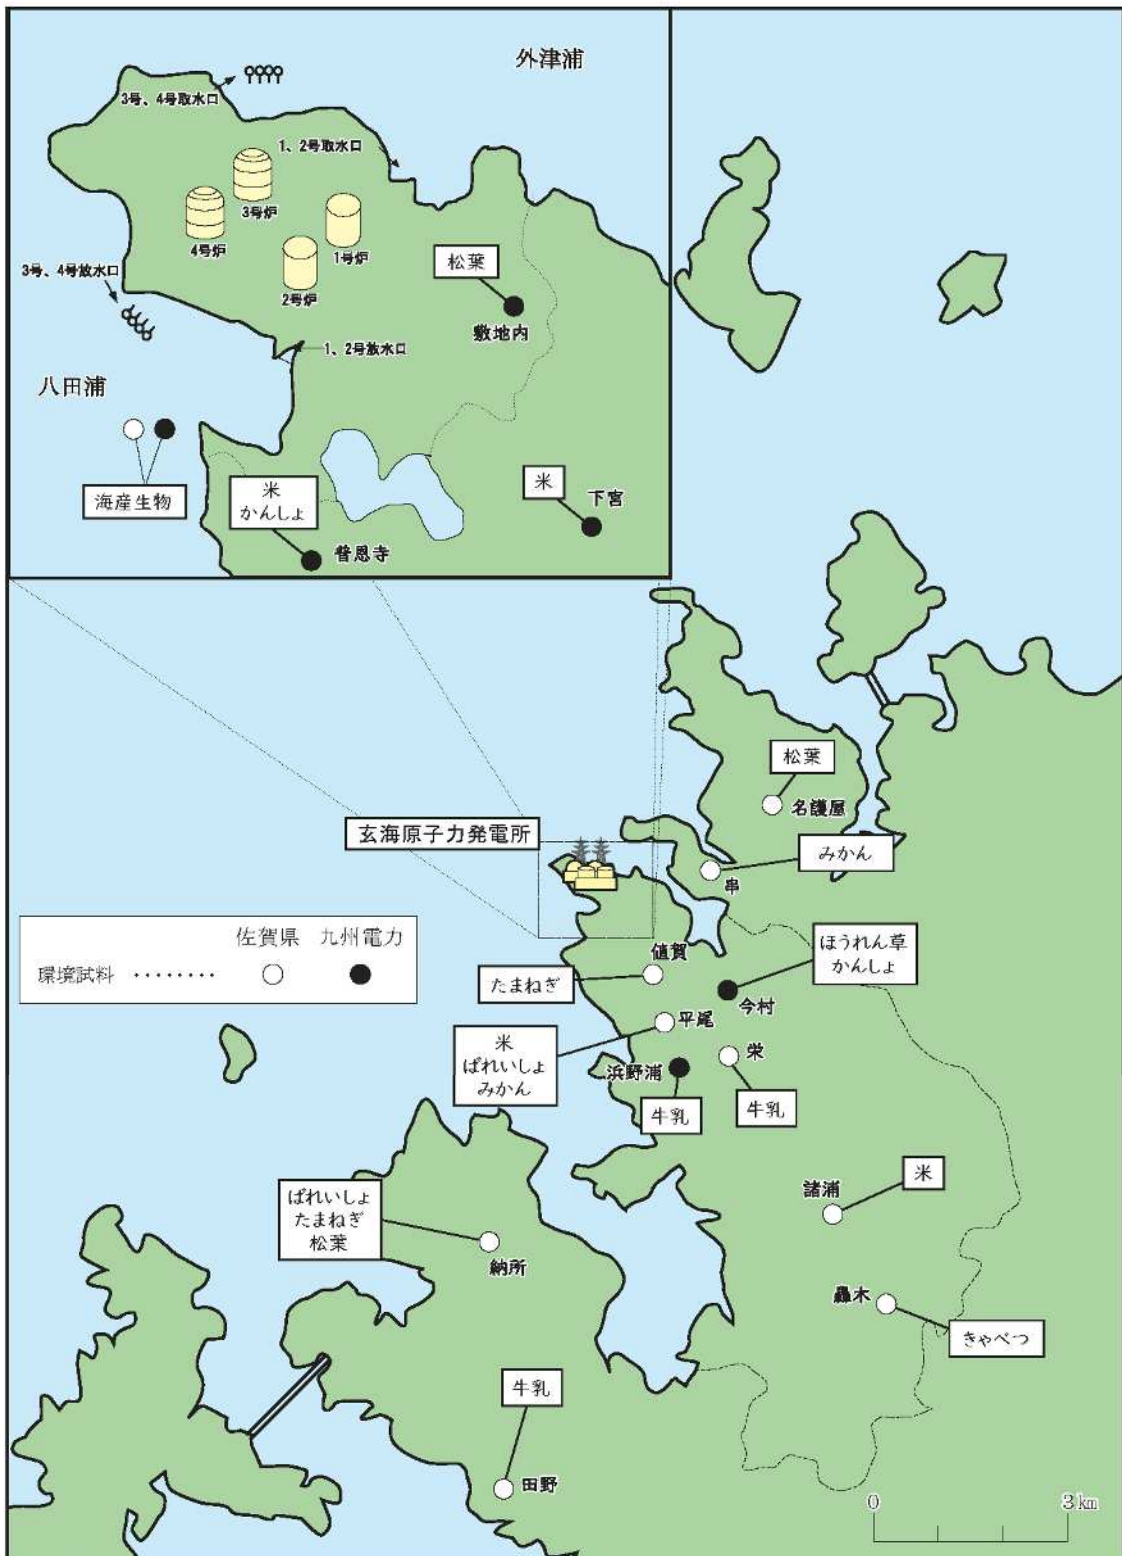 外津浦
3号、4号取水口
1、2号取水口
3号炉
4号炉
1号炉
2号炉
松葉
敷地内
3号、4号放水口
1、2号放水口
八田浦
海産生物
米
かんしょ
普恩寺
米
下宮
松葉
名護屋
玄海原子力発電所
みかん
串
佐賀県 九州電力
環境試料 ········
ほうれん草
かんしょ
今村
値賀
たまねぎ
平尾
米
ばれいしょ
みかん
栄
浜野浦
牛乳
牛乳
米
諸浦
ばれいしょ
たまねぎ
松葉
納所
轟木
きゃべつ
牛乳
田野
0 3㎞